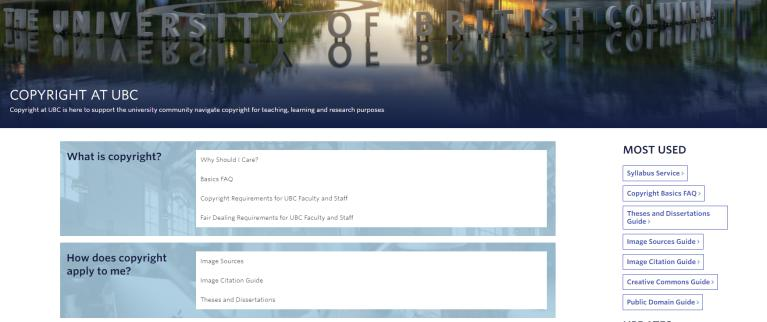 THE UNIVERSITY OF BRITISH COLUMBIA
COPYRIGHT AT UBC
Copyright at UBC is here to support the university community navigate copyright for teaching, learning and research purposes
What is copyright?
Why Should I Care?
Basics FAQ
Copyright Requirements for UBC Faculty and Staff
Fair Dealing Requirements for UBC Faculty and Staff
How does copyright
apply to me?
Image Sources
Image Citation Guide
Theses and Dissertations
MOST USED
Syllabus Service ›
Copyright Basics FAQ ›
Theses and Dissertations
Guide ›
Image Sources Guide ›
Image Citation Guide ›
Creative Commons Guide ›
Public Domain Guide ›